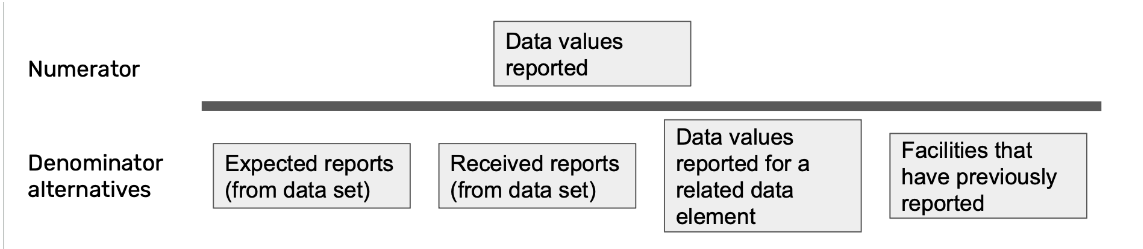 Numerator
Data values
reported
Denominator
alternatives
Expected reports
(from data set)
Received reports
(from data set)
Data values
reported for a
related data
element
Facilities that
have previously
reported